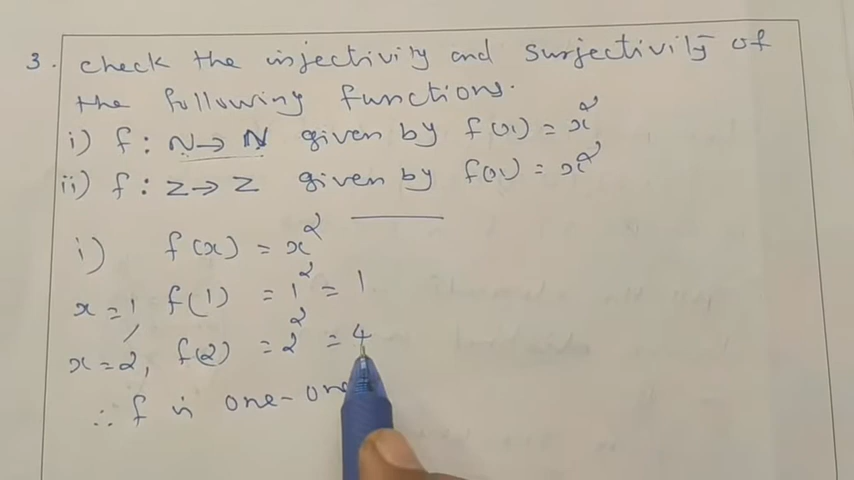 3. check the injectivity and surjectivity of
the following functions.
i) f : N → N given by f(x) = x²
ii) f : Z → Z given by f(x) = x²
i) f(x) = x²
x = 1, f(1) = 1² = 1
x = 2, f(2) = 2² = 4
∴ f is one-one